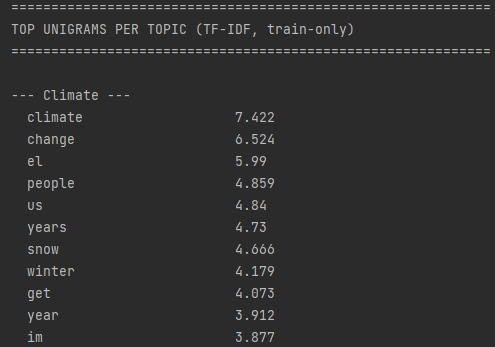 ============================================================
TOP UNIGRAMS PER TOPIC (TF-IDF, train-only)
============================================================
--- Climate ---
climate 7.422
change 6.524
el 5.99
people 4.859
us 4.84
years 4.73
snow 4.666
winter 4.179
get 4.073
year 3.912
im 3.877